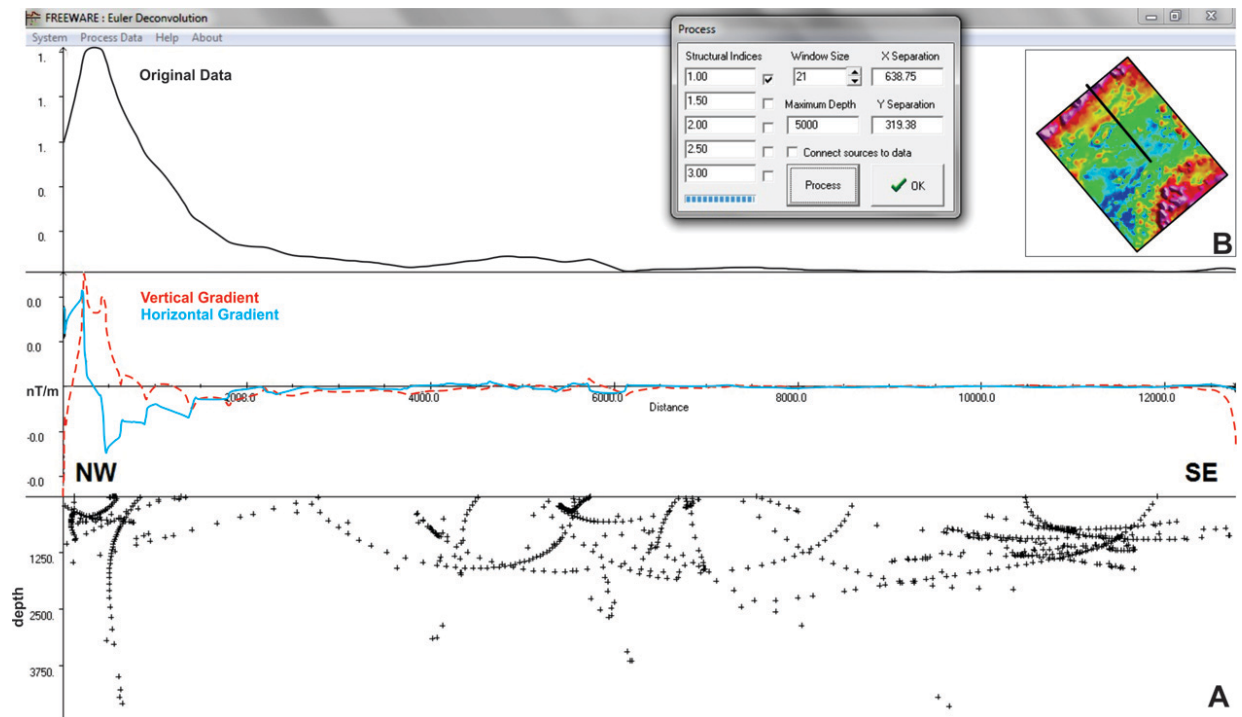 FREEWARE : Euler Deconvolution
System Process Data Help About
Original Data
1.
1.
1.
0.
0.
Process
Structural Indices
Window Size
X Separation
1.00
21
638.75
1.50
Maximum Depth
Y Separation
2.00
5000
319.38
2.50
Connect sources to data
3.00
Process
OK
B
Vertical Gradient
Horizontal Gradient
0.0
0.0
nT/m
-0.0
-0.0
2008.0
4000.0
6000.0
8000.0
10000.0
12000.0
Distance
NW
SE
depth
1250.
2500.
3750.
A